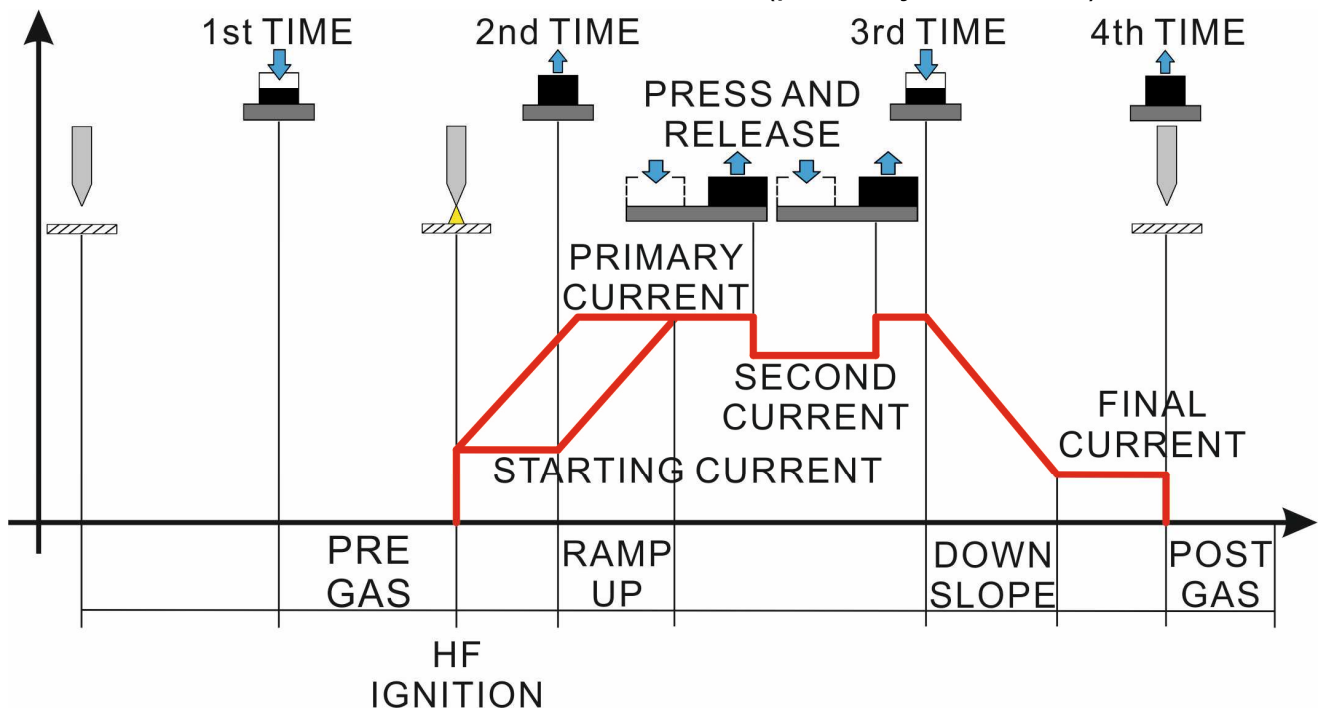 1st TIME
2nd TIME
3rd TIME
4th TIME
PRESS AND
RELEASE
PRIMARY
CURRENT
SECOND
CURRENT
FINAL
CURRENT
STARTING CURRENT
PRE
GAS
RAMP
UP
DOWN
SLOPE
POST
GAS
HF
IGNITION